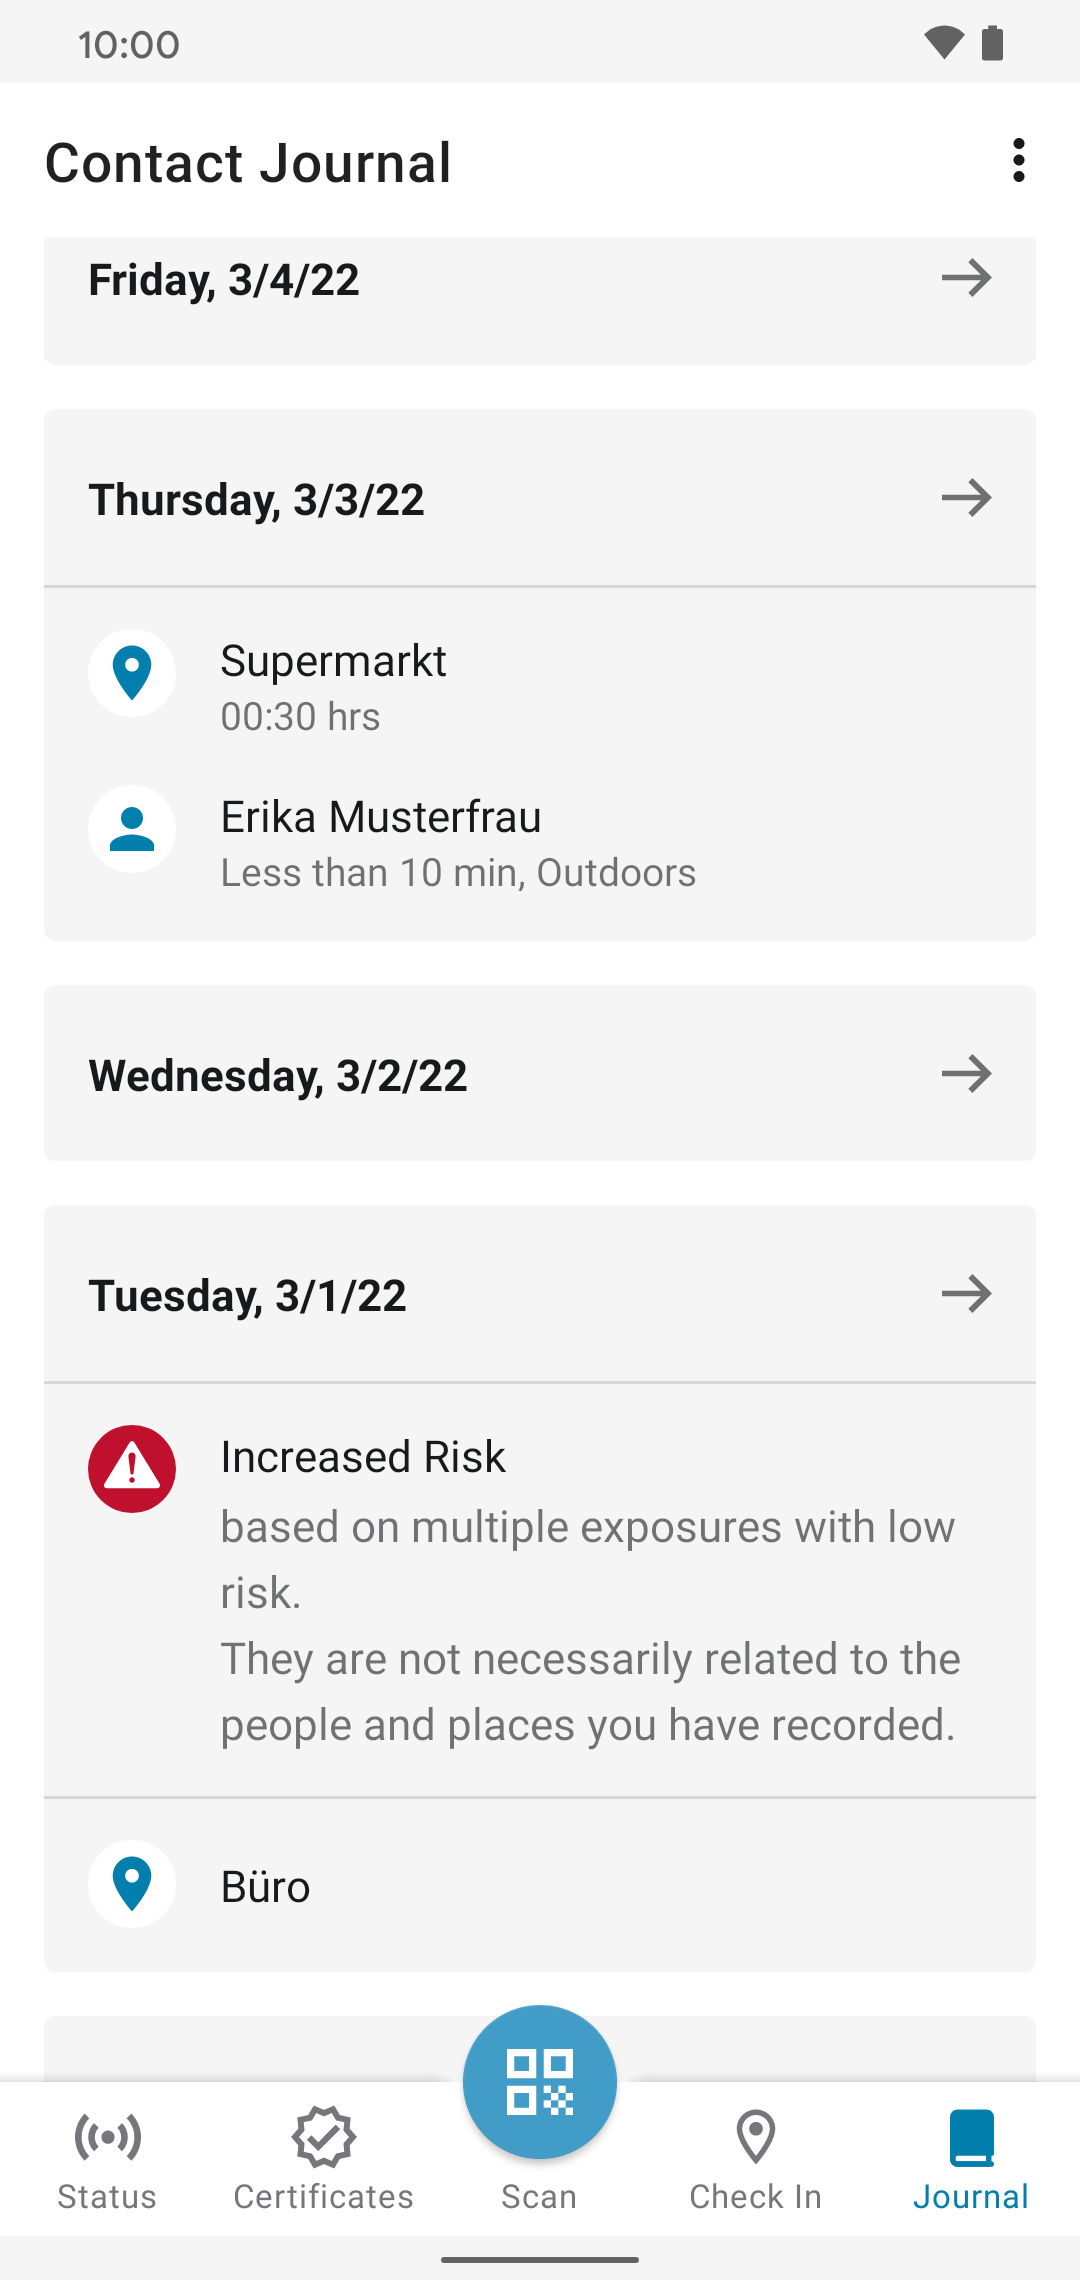 10:00
Contact Journal
Friday, 3/4/22
Thursday, 3/3/22
Supermarkt
00:30 hrs
Erika Musterfrau
Less than 10 min, Outdoors
Wednesday, 3/2/22
Tuesday, 3/1/22
Increased Risk
based on multiple exposures with low
risk.
They are not necessarily related to the
people and places you have recorded.
Büro
Status
Certificates
Scan
Check In
Journal